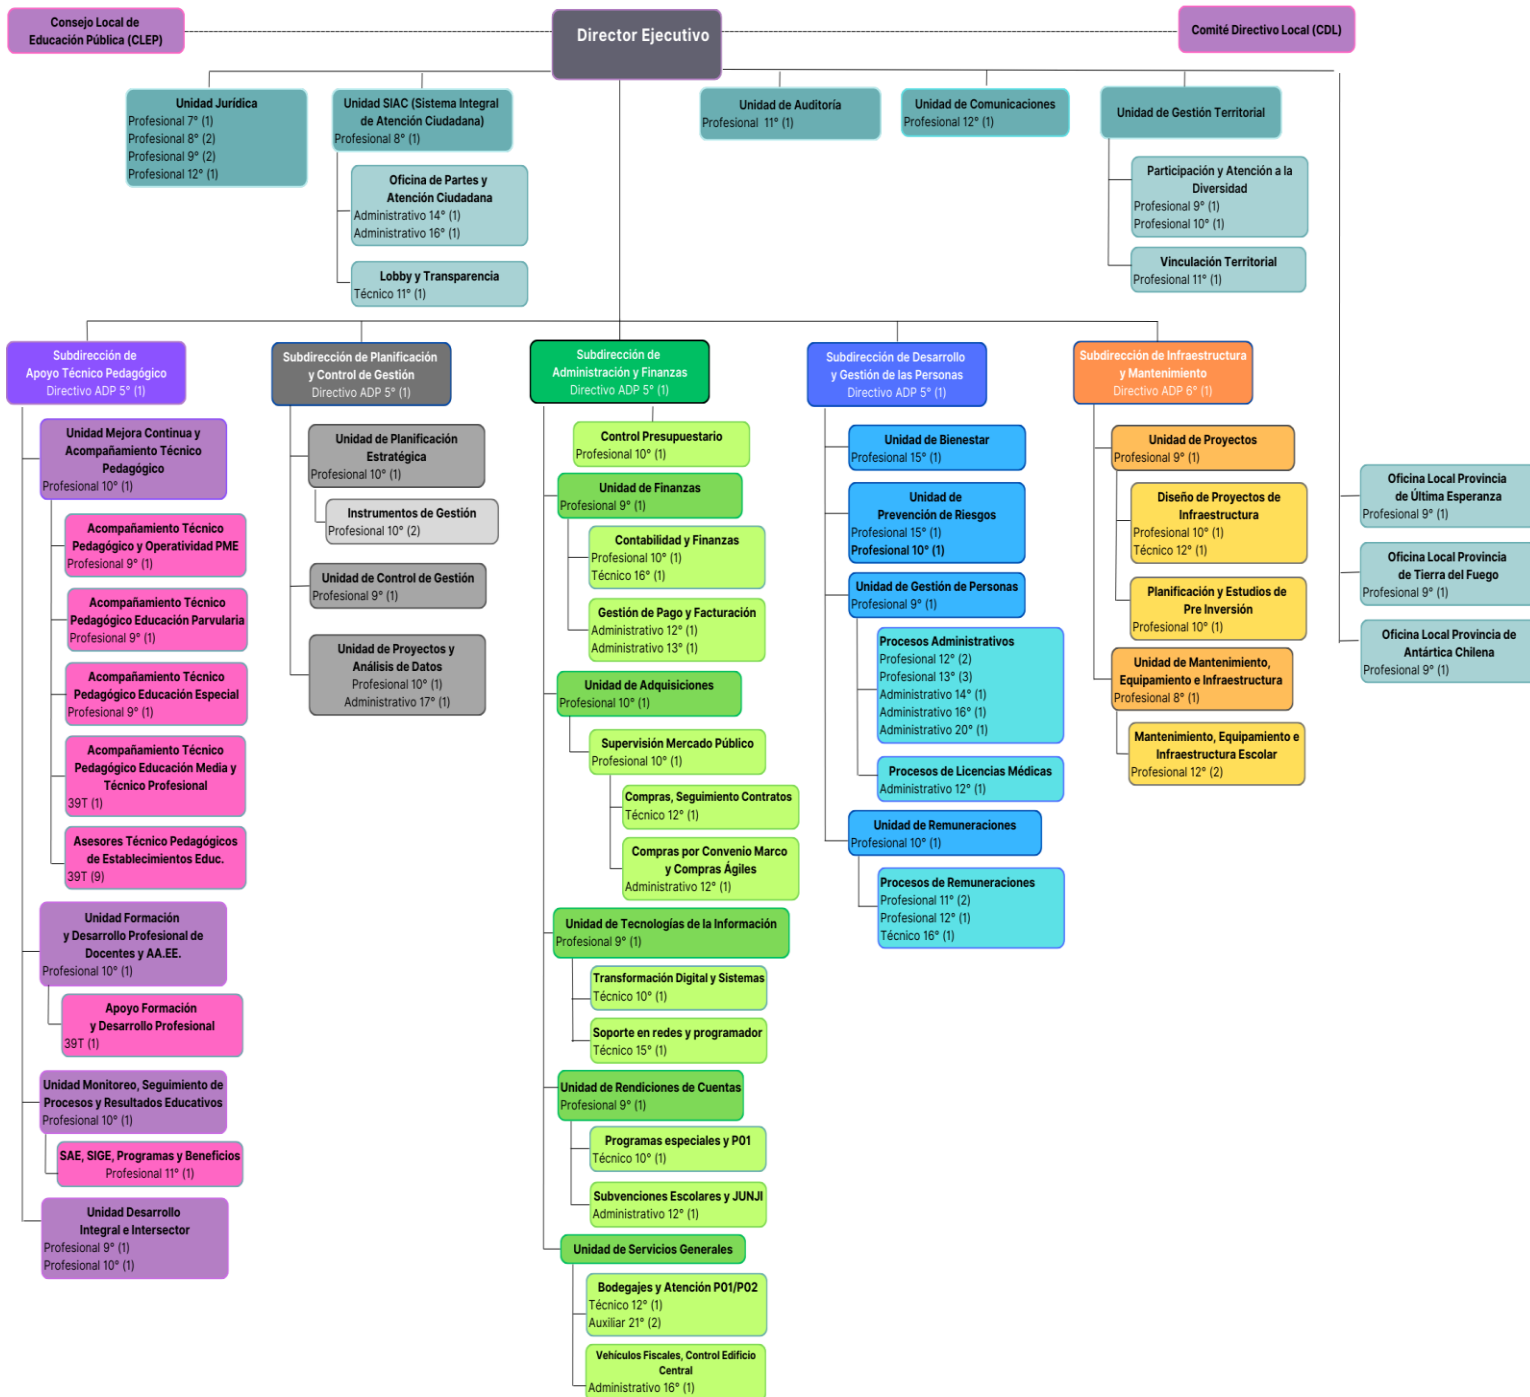 Consejo Local de
Educación Pública (CLEP)
Director Ejecutivo
Comité Directivo Local (CDL)
Unidad Jurídica
Profesional 7° (1)
Profesional 8° (2)
Profesional 9° (2)
Profesional 12° (1)
Unidad SIAC (Sistema Integral
de Atención Ciudadana)
Profesional 8° (1)
Oficina de Partes y
Atención Ciudadana
Administrativo 14° (1)
Administrativo 16° (1)
Lobby y Transparencia
Técnico 11° (1)
Unidad de Auditoría
Profesional 11° (1)
Unidad de Comunicaciones
Profesional 12° (1)
Unidad de Gestión Territorial
Participación y Atención a la
Diversidad
Profesional 9° (1)
Profesional 10° (1)
Vinculación Territorial
Profesional 11° (1)
Subdirección de
Apoyo Técnico Pedagógico
Directivo ADP 5° (1)
Unidad Mejora Continua y
Acompañamiento Técnico
Pedagógico
Profesional 10° (1)
Acompañamiento Técnico
Pedagógico y Operatividad PME
Profesional 9° (1)
Acompañamiento Técnico
Pedagógico Educación Parvularia
Profesional 9° (1)
Acompañamiento Técnico
Pedagógico Educación Especial
Profesional 9° (1)
Acompañamiento Técnico
Pedagógico Educación Media y
Técnico Profesional
39T (1)
Asesores Técnico Pedagógicos
de Establecimientos Educ.
39T (9)
Unidad Formación
y Desarrollo Profesional de
Docentes y AA.EE.
Profesional 10° (1)
Apoyo Formación
y Desarrollo Profesional
39T (1)
Unidad Monitoreo, Seguimiento de
Procesos y Resultados Educativos
Profesional 10° (1)
SAE, SIGE, Programas y Beneficios
Profesional 11° (1)
Unidad Desarrollo
Integral e Intersector
Profesional 9° (1)
Profesional 10° (1)
Subdirección de Planificación
y Control de Gestión
Directivo ADP 5° (1)
Unidad de Planificación
Estratégica
Profesional 10° (1)
Instrumentos de Gestión
Profesional 10° (2)
Unidad de Control de Gestión
Profesional 9° (1)
Unidad de Proyectos y
Análisis de Datos
Profesional 10° (1)
Administrativo 17° (1)
Subdirección de
Administración y Finanzas
Directivo ADP 5° (1)
Control Presupuestario
Profesional 10° (1)
Unidad de Finanzas
Profesional 9° (1)
Contabilidad y Finanzas
Profesional 10° (1)
Técnico 16° (1)
Gestión de Pago y Facturación
Administrativo 12° (1)
Administrativo 13° (1)
Unidad de Adquisiciones
Profesional 10° (1)
Supervisión Mercado Público
Profesional 10° (1)
Compras, Seguimiento Contratos
Técnico 12° (1)
Compras por Convenio Marco
y Compras Ágiles
Administrativo 12° (1)
Unidad de Tecnologías de la Información
Profesional 9° (1)
Transformación Digital y Sistemas
Técnico 10° (1)
Soporte en redes y programador
Técnico 15° (1)
Unidad de Rendiciones de Cuentas
Profesional 9° (1)
Programas especiales y P01
Técnico 10° (1)
Subvenciones Escolares y JUNJI
Administrativo 12° (1)
Unidad de Servicios Generales
Bodegajes y Atención P01/P02
Técnico 12° (1)
Auxiliar 21° (2)
Vehículos Fiscales, Control Edificio
Central
Administrativo 16° (1)
Subdirección de Desarrollo
y Gestión de las Personas
Directivo ADP 5° (1)
Unidad de Bienestar
Profesional 15° (1)
Unidad de
Prevención de Riesgos
Profesional 15° (1)
Profesional 10° (1)
Unidad de Gestión de Personas
Profesional 9° (1)
Procesos Administrativos
Profesional 12° (2)
Profesional 13° (3)
Administrativo 14° (1)
Administrativo 16° (1)
Administrativo 20° (1)
Procesos de Licencias Médicas
Administrativo 12° (1)
Unidad de Remuneraciones
Profesional 10° (1)
Procesos de Remuneraciones
Profesional 11° (2)
Profesional 12° (1)
Técnico 16° (1)
Subdirección de Infraestructura
y Mantenimiento
Directivo ADP 6° (1)
Unidad de Proyectos
Profesional 9° (1)
Diseño de Proyectos de
Infraestructura
Profesional 10° (1)
Técnico 12° (1)
Planificación y Estudios de
Pre Inversión
Profesional 10° (1)
Unidad de Mantenimiento,
Equipamiento e Infraestructura
Profesional 8° (1)
Mantenimiento, Equipamiento e
Infraestructura Escolar
Profesional 12° (2)
Oficina Local Provincia
de Última Esperanza
Profesional 9° (1)
Oficina Local Provincia
de Tierra del Fuego
Profesional 9° (1)
Oficina Local Provincia de
Antártica Chilena
Profesional 9° (1)